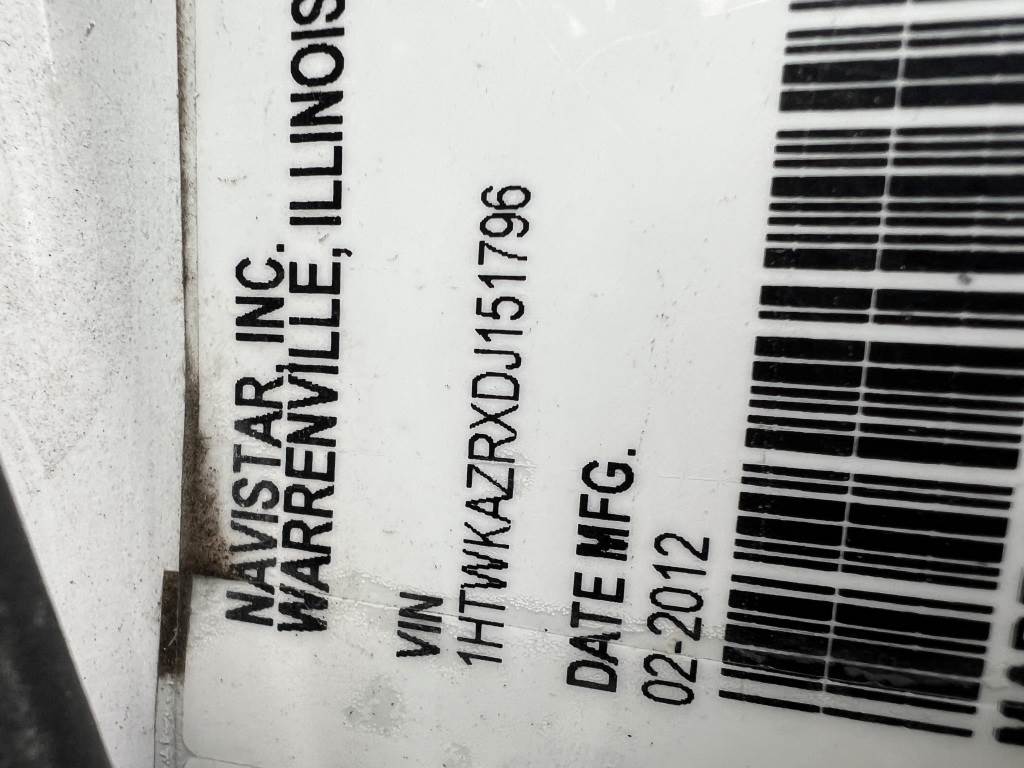 NAVISTAR, INC.
WARRENVILLE, ILLINOIS
VIN
1HTWKAZRXDJ151796
DATE MFG.
02-2012